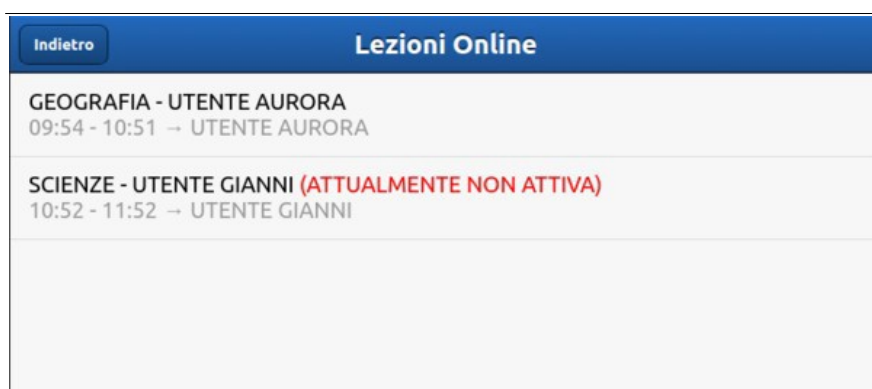 Indietro
Lezioni Online
GEOGRAFIA - UTENTE AURORA
09:54 - 10:51 → UTENTE AURORA
SCIENZE - UTENTE GIANNI (ATTUALMENTE NON ATTIVA)
10:52 - 11:52 → UTENTE GIANNI